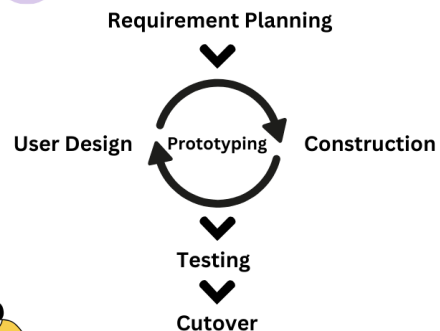 Requirement Planning
User Design
Prototyping
Construction
Testing
Cutover